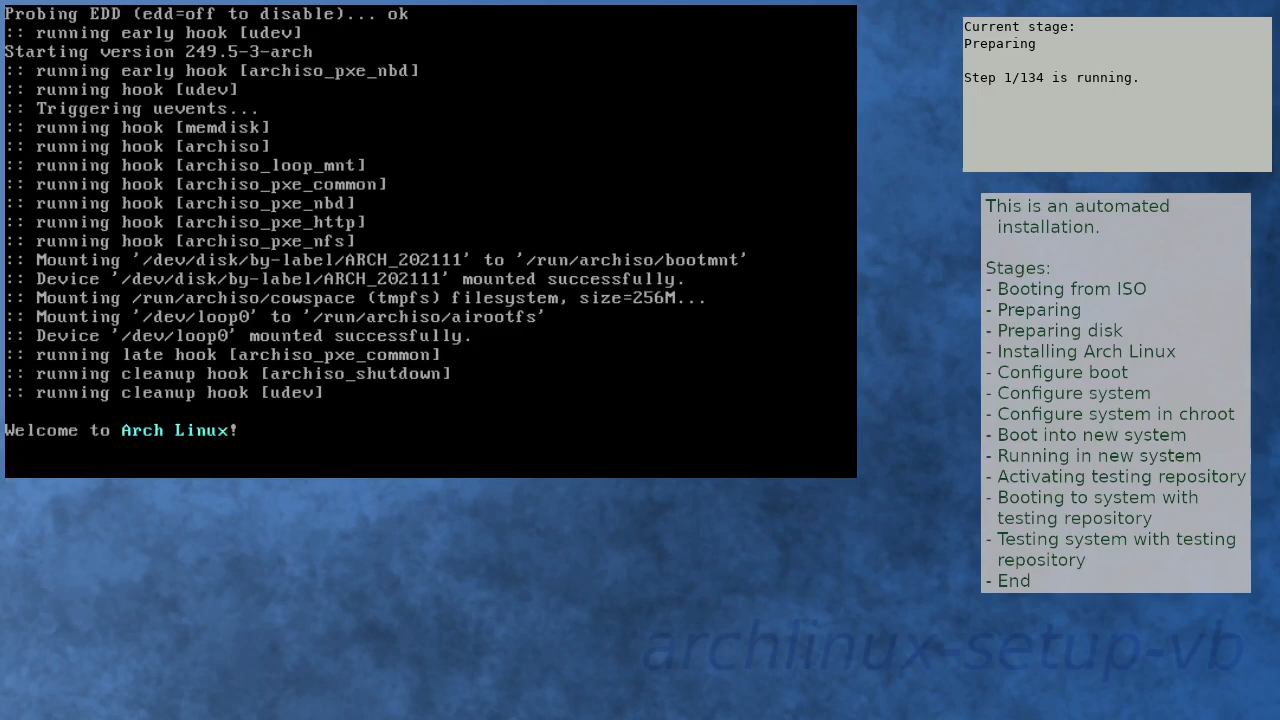 Probing EDD (edd=off to disable)... ok
:: running early hook [udev]
Starting version 249.5-3-arch
:: running early hook [archiso_pxe_nbd]
:: running hook [udev]
:: Triggering uevents...
:: running hook [memdisk]
:: running hook [archiso]
:: running hook [archiso_loop_mnt]
:: running hook [archiso_pxe_common]
:: running hook [archiso_pxe_nbd]
:: running hook [archiso_pxe_http]
:: running hook [archiso_pxe_nfs]
:: Mounting '/dev/disk/by-label/ARCH_202111' to '/run/archiso/bootmnt'
:: Device '/dev/disk/by-label/ARCH_202111' mounted successfully.
:: Mounting /run/archiso/cowspace (tmpfs) filesystem, size=256M...
:: Mounting '/dev/loop0' to '/run/archiso/airootfs'
:: Device '/dev/loop0' mounted successfully.
:: running late hook [archiso_pxe_common]
:: running cleanup hook [archiso_shutdown]
:: running cleanup hook [udev]
Welcome to Arch Linux!
Current stage:
Preparing
Step 1/134 is running.
This is an automated
installation.
Stages:
- Booting from ISO
- Preparing
- Preparing disk
- Installing Arch Linux
- Configure boot
- Configure system
- Configure system in chroot
- Boot into new system
- Running in new system
- Activating testing repository
- Booting to system with
testing repository
- Testing system with testing
repository
- End
archlinux-setup-vb